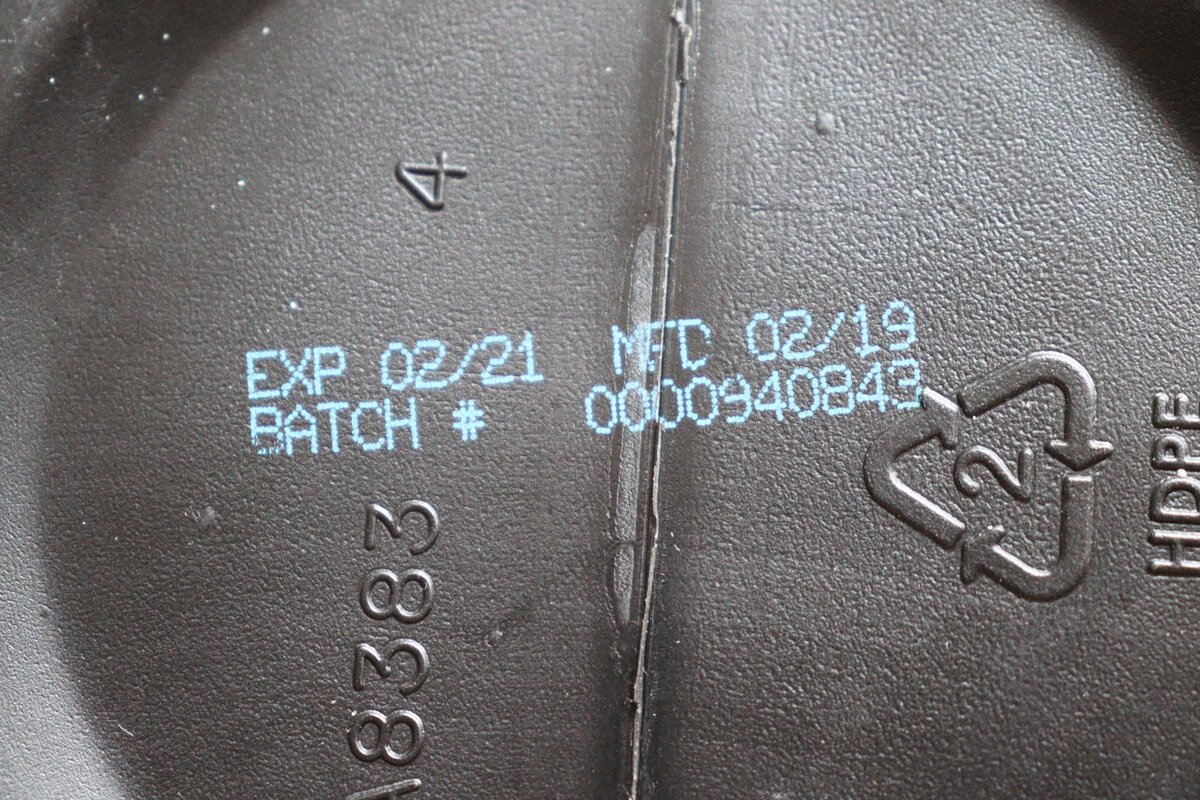 4
EXP 02/21 MFD 02/19
BATCH # 0000940843
2
HDPE
A8383